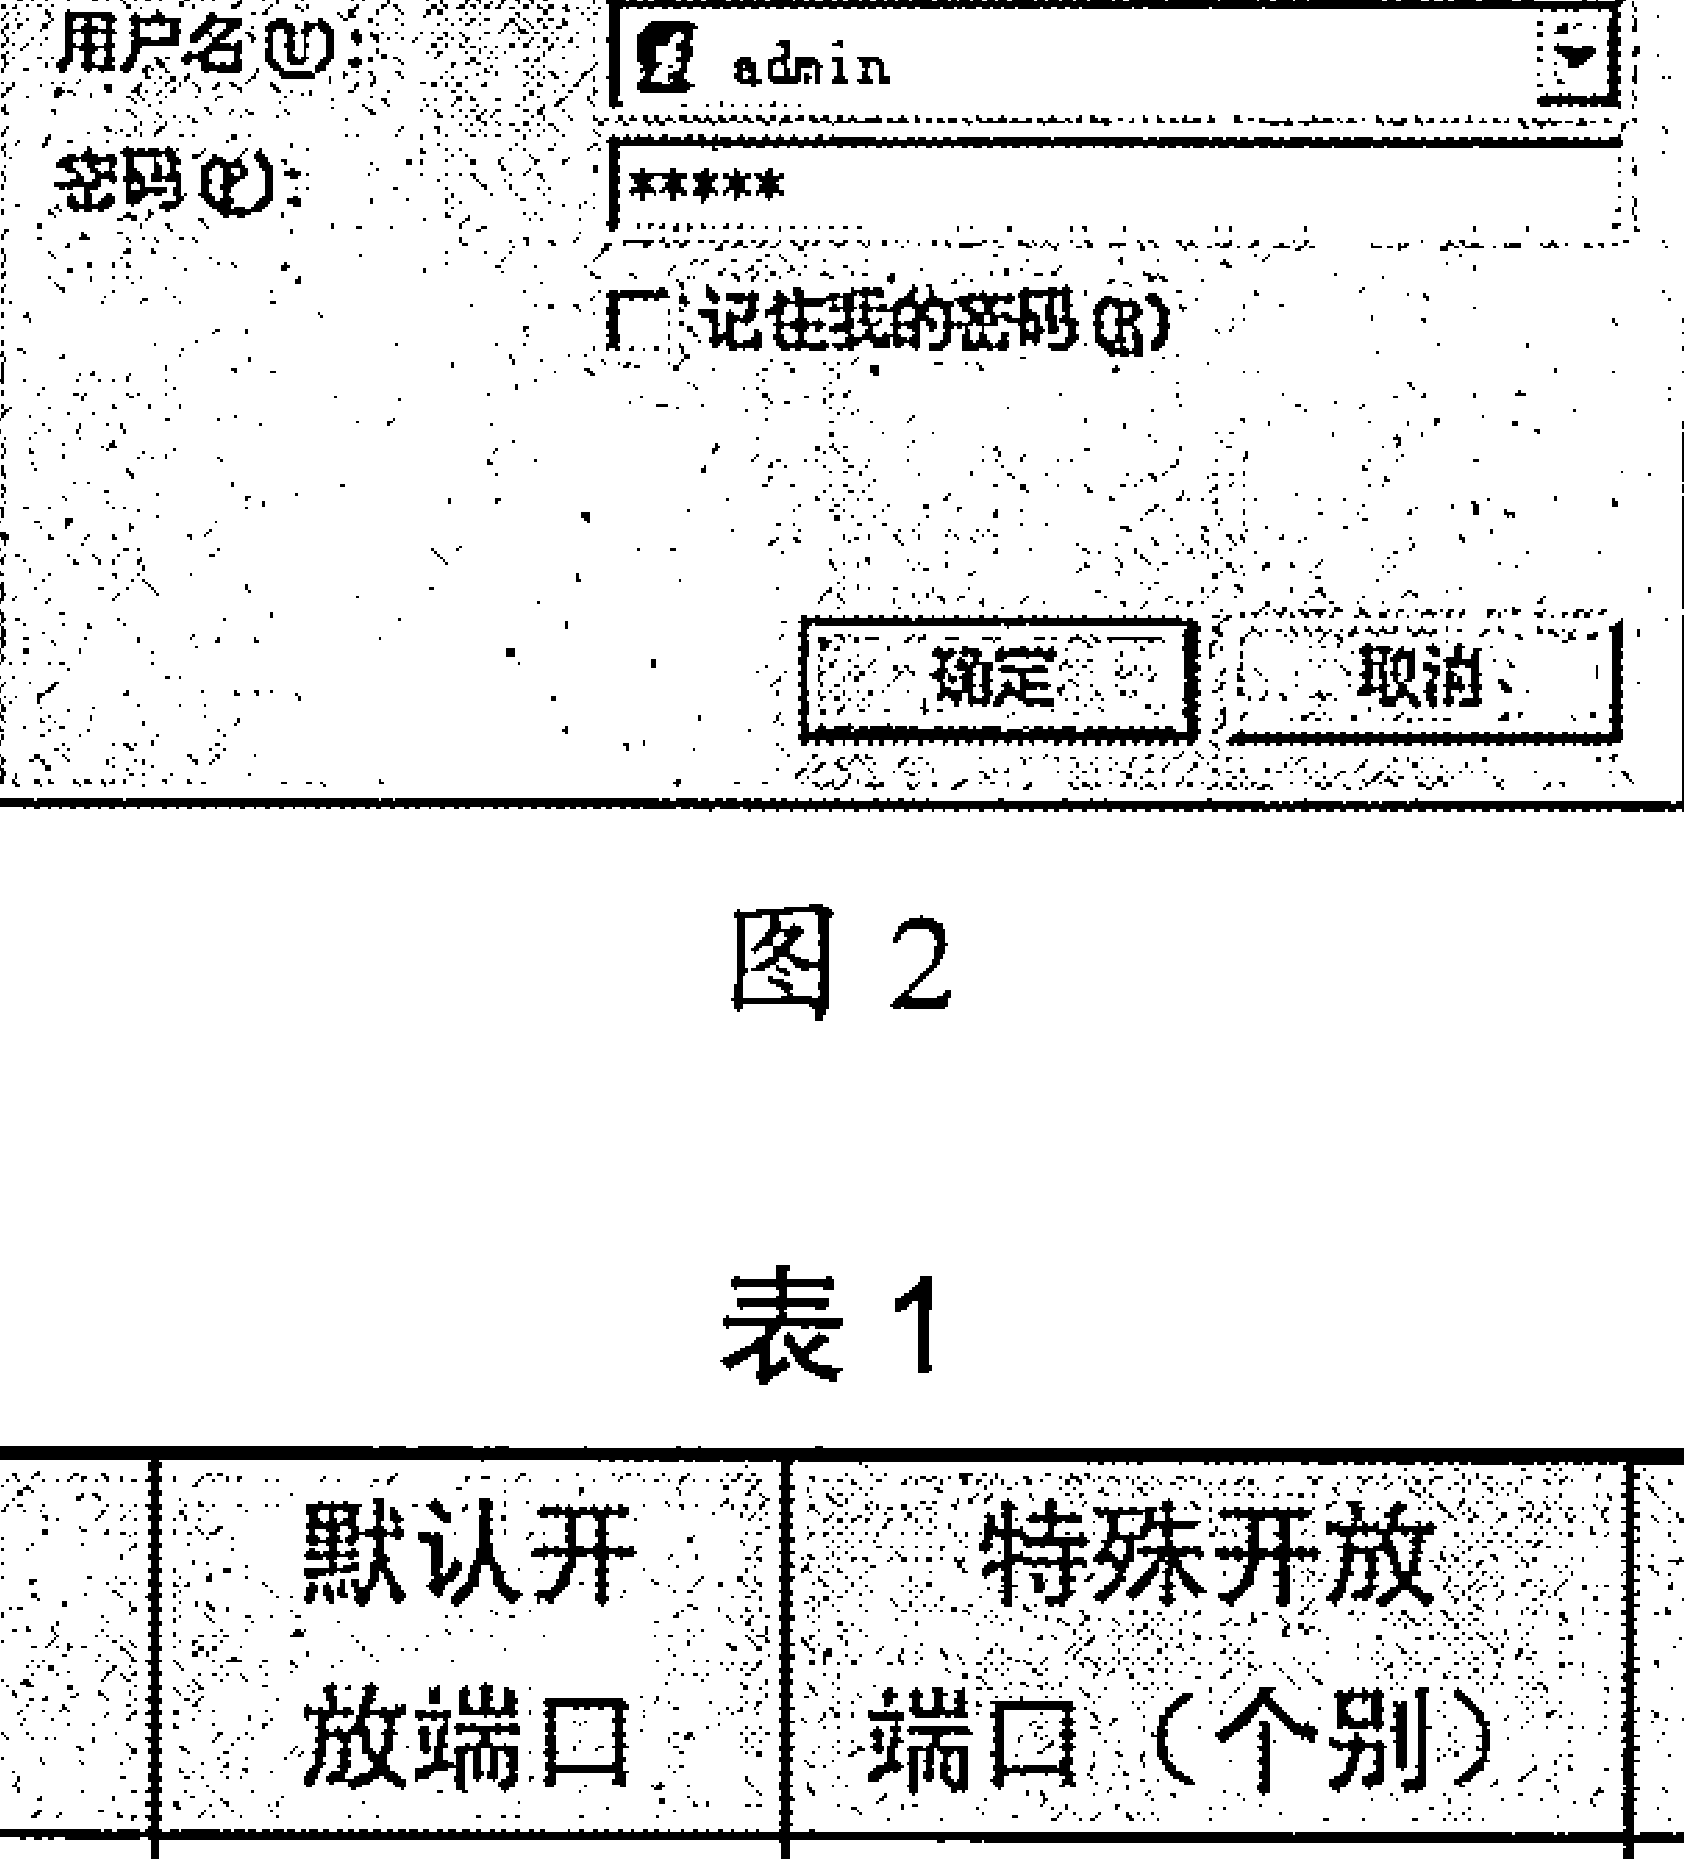 用户名(U): admin
密码(P): *****
记住我的密码(R)
确定 取消
图 2
表 1
默认开
放端口
特殊开放
端口（个别）